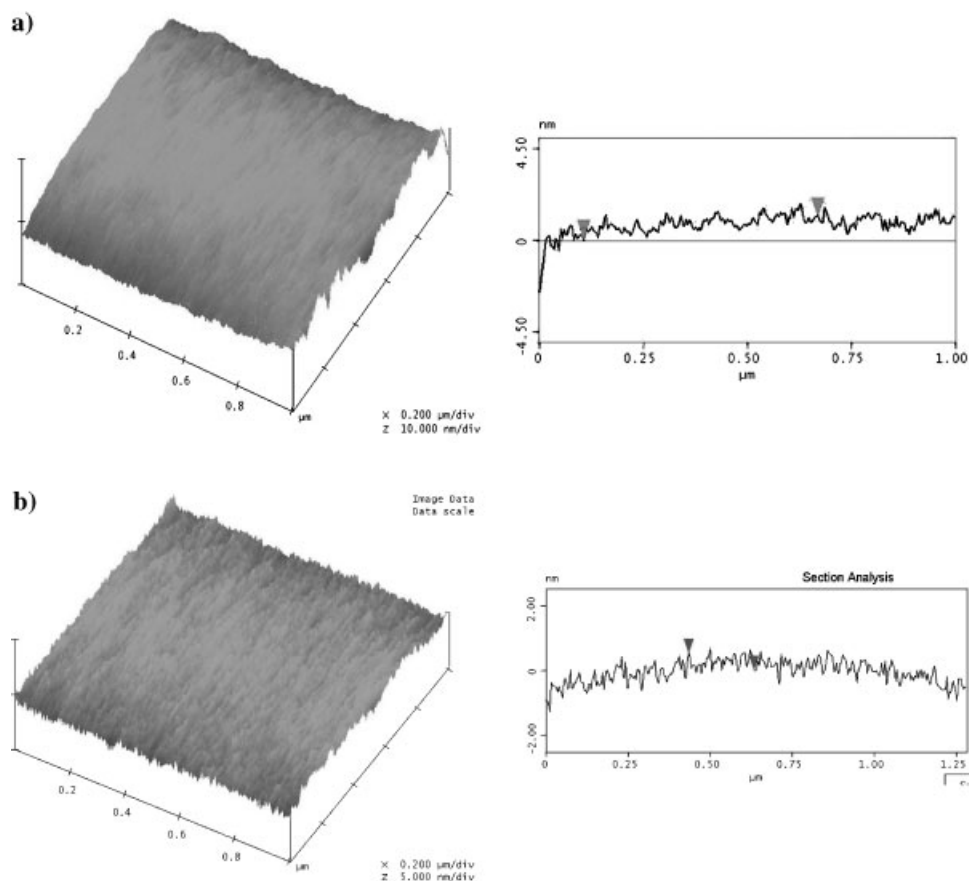 a)
0.2
0.4
0.6
0.8
µm
X 0.200 µm/div
Z 10.000 nm/div
nm
4.50
0
-4.50
0
0.25
0.50
0.75
1.00
µm
b)
Image Data
Data scale
0.2
0.4
0.6
0.8
µm
X 0.200 µm/div
Z 5.000 nm/div
Section Analysis
nm
2.00
0
-2.00
0
0.25
0.50
0.75
1.00
1.25
µm